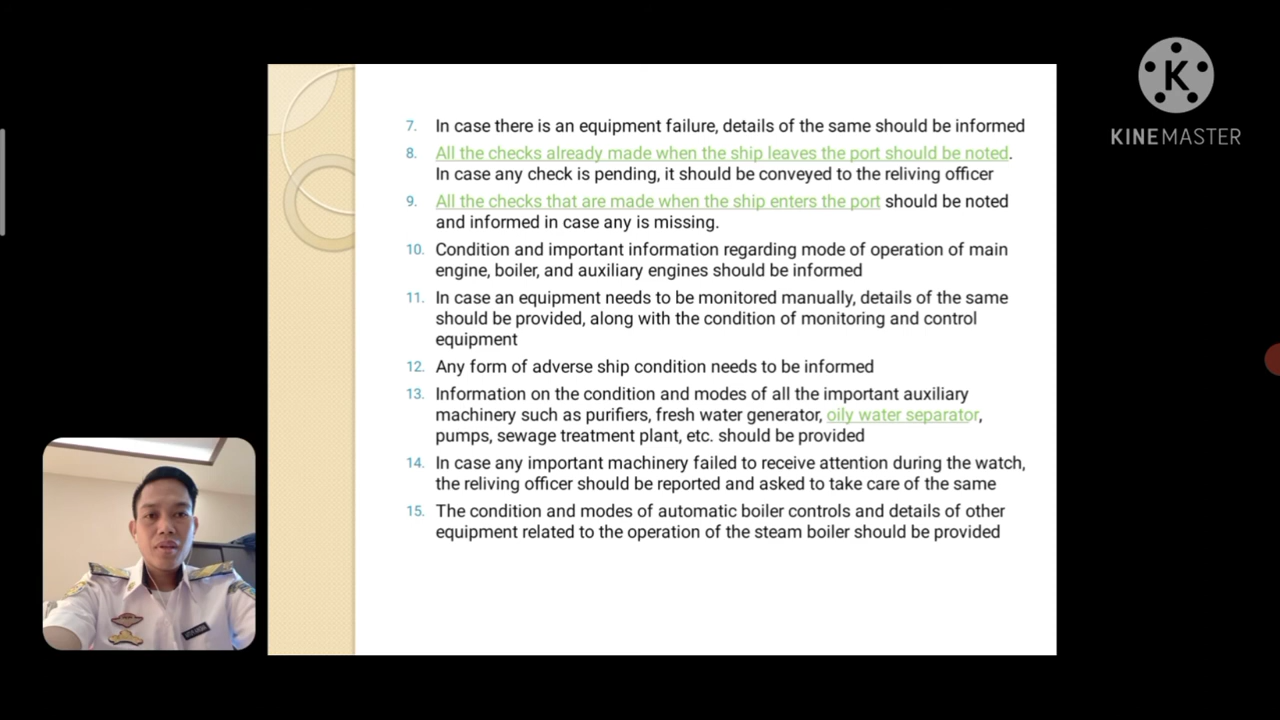 7. In case there is an equipment failure, details of the same should be informed
8. All the checks already made when the ship leaves the port should be noted.
In case any check is pending, it should be conveyed to the reliving officer
9. All the checks that are made when the ship enters the port should be noted
and informed in case any is missing.
10. Condition and important information regarding mode of operation of main
engine, boiler, and auxiliary engines should be informed
11. In case an equipment needs to be monitored manually, details of the same
should be provided, along with the condition of monitoring and control
equipment
12. Any form of adverse ship condition needs to be informed
13. Information on the condition and modes of all the important auxiliary
machinery such as purifiers, fresh water generator, oily water separator,
pumps, sewage treatment plant, etc. should be provided
14. In case any important machinery failed to receive attention during the watch,
the reliving officer should be reported and asked to take care of the same
15. The condition and modes of automatic boiler controls and details of other
equipment related to the operation of the steam boiler should be provided
K
KINEMASTER